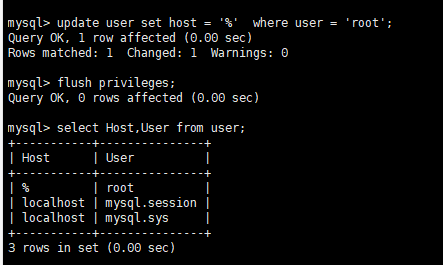 mysql> update user set host = '%'  where user = 'root';
Query OK, 1 row affected (0.00 sec)
Rows matched: 1  Changed: 1  Warnings: 0
mysql> flush privileges;
Query OK, 0 rows affected (0.00 sec)
mysql> select Host,User from user;
+-----------+---------------+
| Host      | User          |
+-----------+---------------+
| %         | root          |
| localhost | mysql.session |
| localhost | mysql.sys     |
+-----------+---------------+
3 rows in set (0.00 sec)